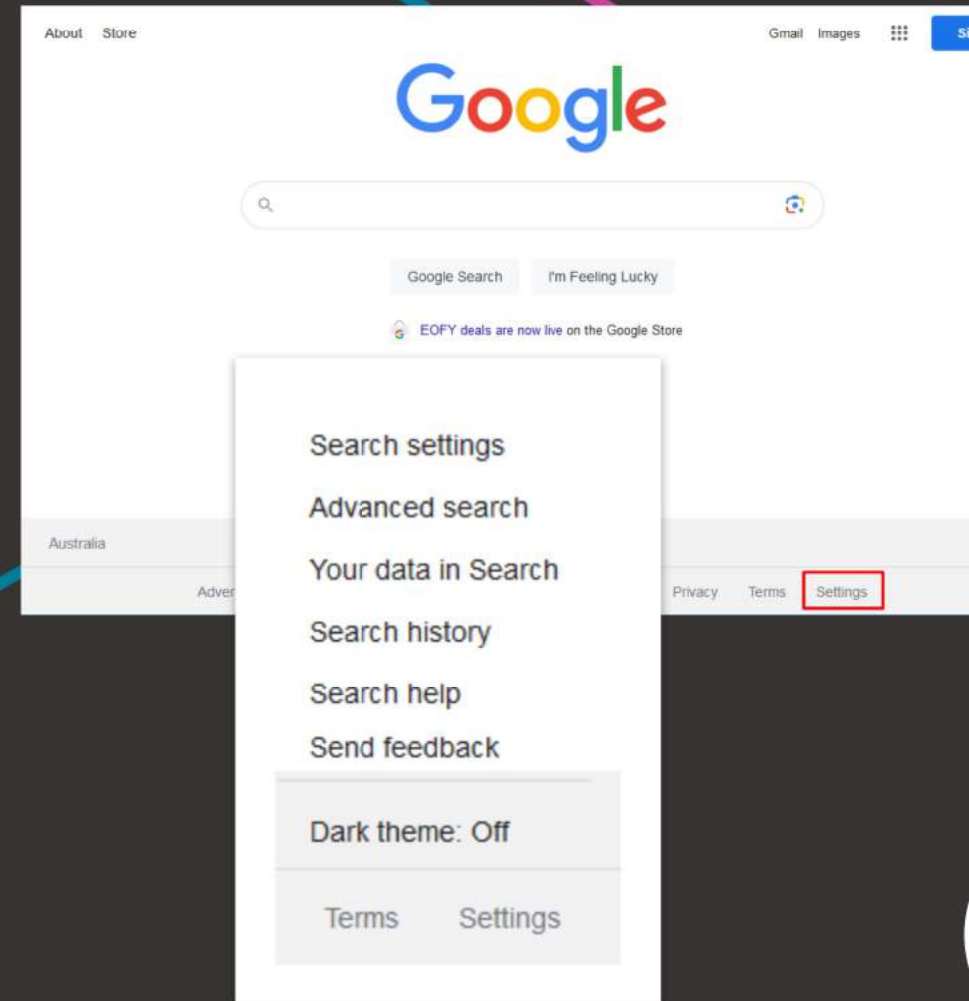 About Store Gmail Images
Google
Google Search I'm Feeling Lucky
EOFY deals are now live on the Google Store
Australia
Privacy Terms Settings
Search settings
Advanced search
Your data in Search
Search history
Search help
Send feedback
Dark theme: Off
Terms Settings